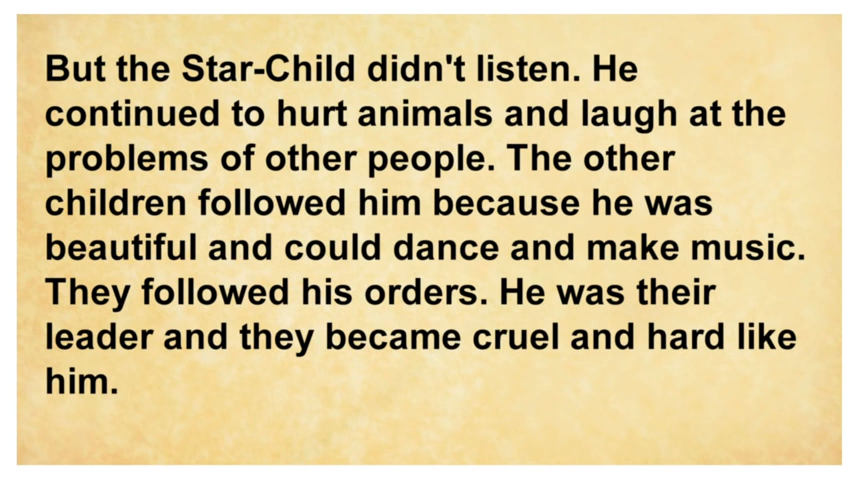 But the Star-Child didn't listen. He
continued to hurt animals and laugh at the
problems of other people. The other
children followed him because he was
beautiful and could dance and make music.
They followed his orders. He was their
leader and they became cruel and hard like
him.